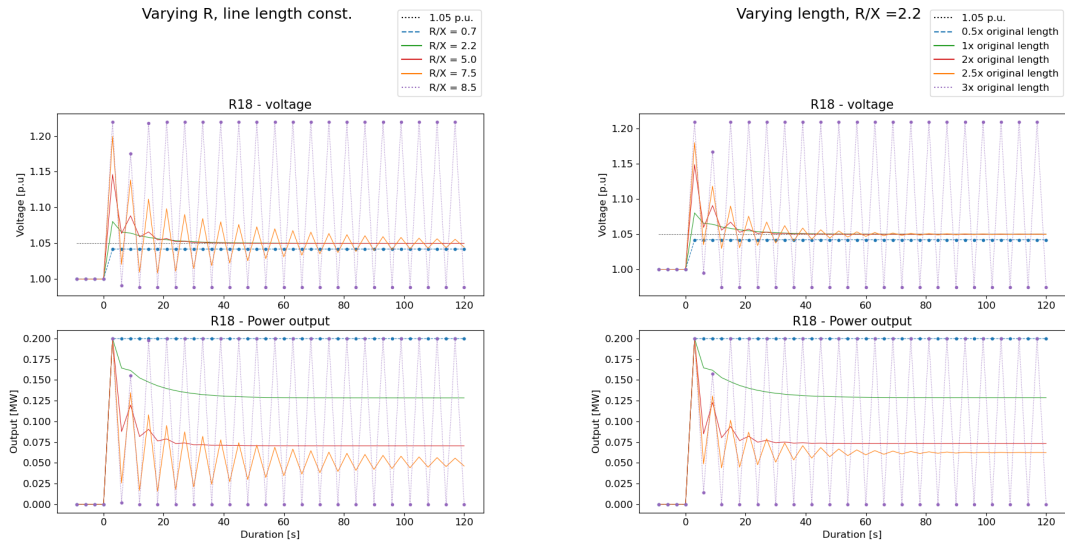 Varying R, line length const.
1.05 p.u.
R/X = 0.7
R/X = 2.2
R/X = 5.0
R/X = 7.5
R/X = 8.5
R18 - voltage
Voltage [p.u]
1.20
1.15
1.10
1.05
1.00
0 20 40 60 80 100 120
R18 - Power output
Output [MW]
0.200
0.175
0.150
0.125
0.100
0.075
0.050
0.025
0.000
0 20 40 60 80 100 120
Duration [s]
Varying length, R/X =2.2
1.05 p.u.
0.5x original length
1x original length
2x original length
2.5x original length
3x original length
R18 - voltage
Voltage [p.u]
1.20
1.15
1.10
1.05
1.00
0 20 40 60 80 100 120
R18 - Power output
Output [MW]
0.200
0.175
0.150
0.125
0.100
0.075
0.050
0.025
0.000
0 20 40 60 80 100 120
Duration [s]